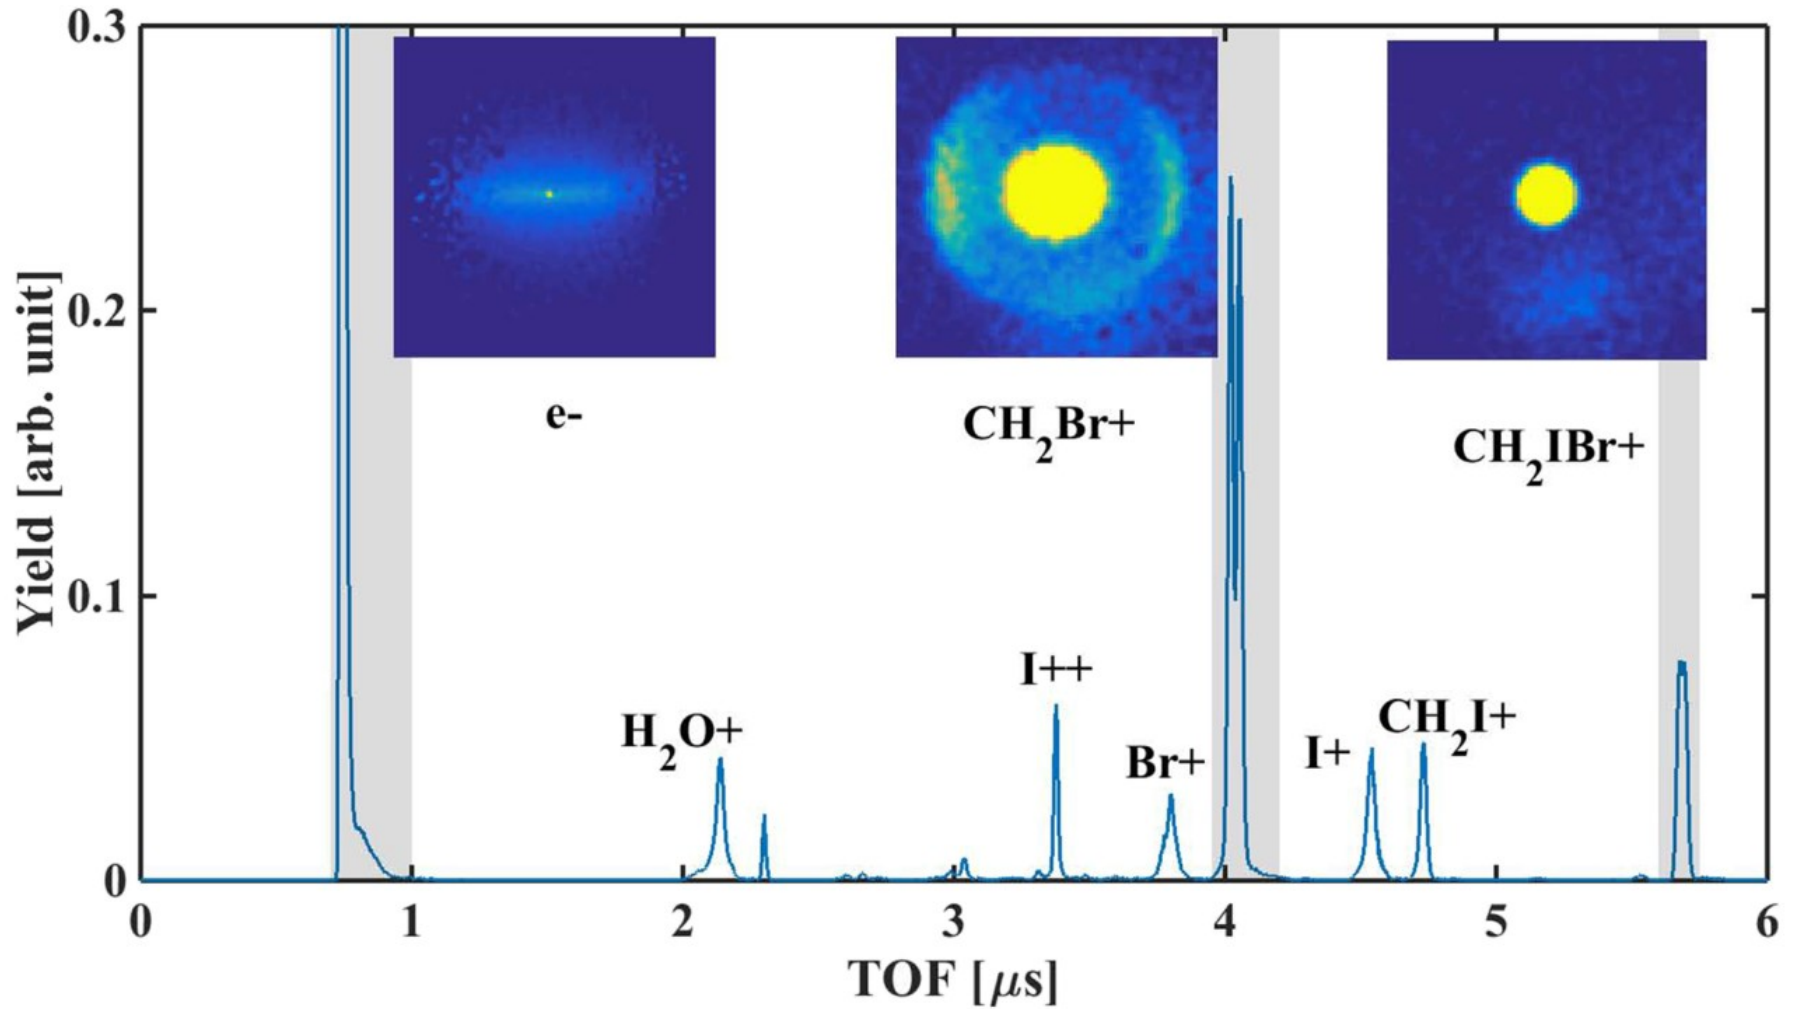 0.3
0.2
0.1
0
Yield [arb. unit]
e-
CH2Br+
CH2IBr+
H2O+
I++
Br+
I+
CH2I+
0 1 2 3 4 5 6
TOF [μs]